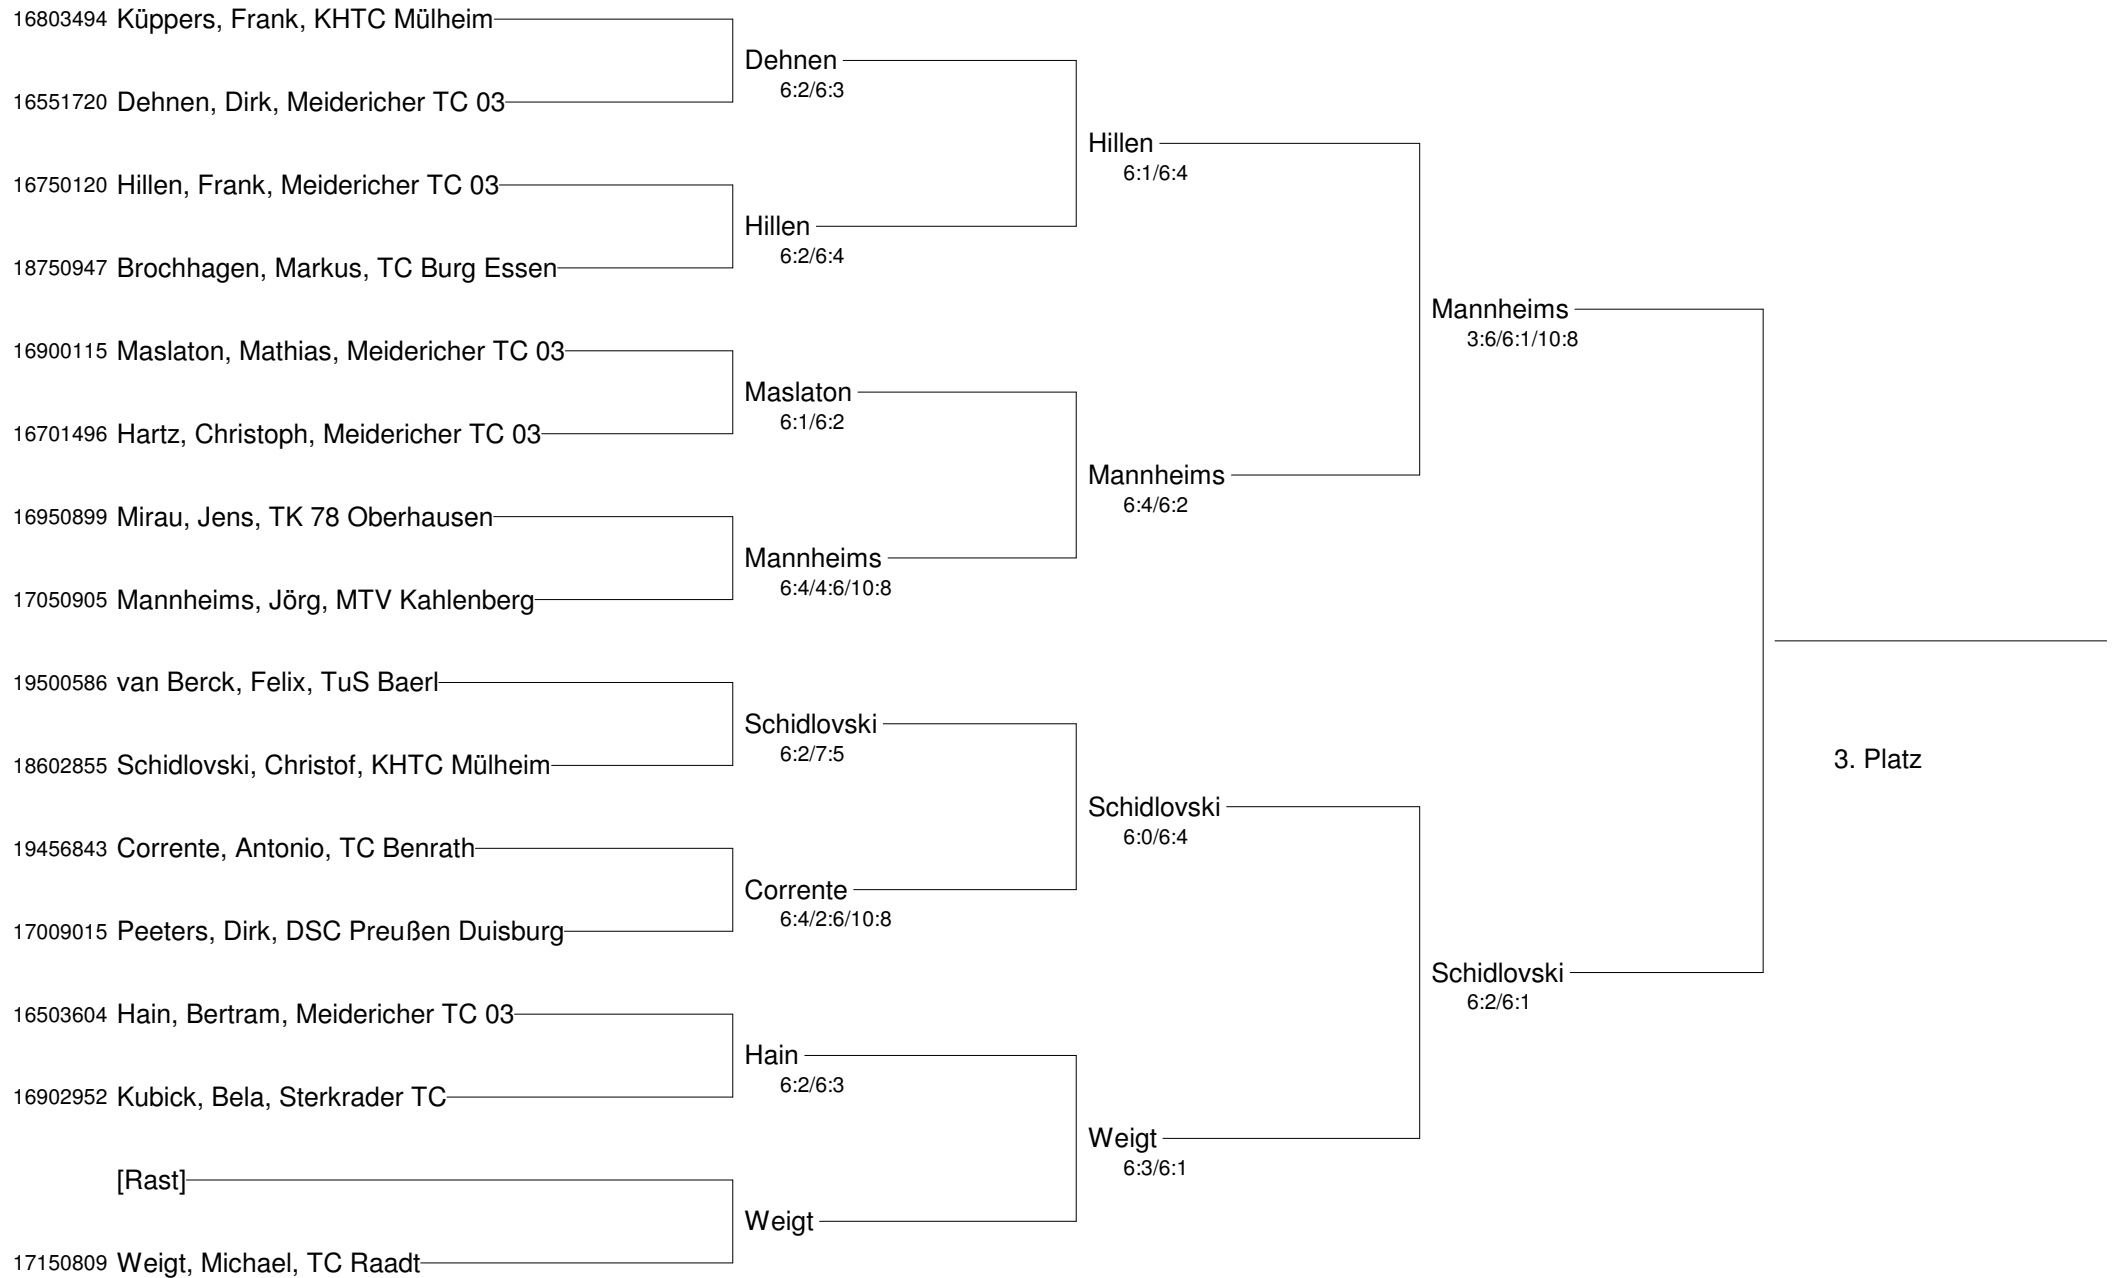 16803494 Küppers, Frank, KHTC Mülheim
Dehnen
6:2/6:3
16551720 Dehnen, Dirk, Meidericher TC 03
Hillen
6:1/6:4
16750120 Hillen, Frank, Meidericher TC 03
Hillen
6:2/6:4
18750947 Brochhagen, Markus, TC Burg Essen
Mannheims
3:6/6:1/10:8
16900115 Maslaton, Mathias, Meidericher TC 03
Maslaton
6:1/6:2
16701496 Hartz, Christoph, Meidericher TC 03
Mannheims
6:4/6:2
16950899 Mirau, Jens, TK 78 Oberhausen
Mannheims
6:4/4:6/10:8
17050905 Mannheims, Jörg, MTV Kahlenberg
19500586 van Berck, Felix, TuS Baerl
Schidlovski
6:2/7:5
18602855 Schidlovski, Christof, KHTC Mülheim
3. Platz
Schidlovski
6:0/6:4
19456843 Corrente, Antonio, TC Benrath
Corrente
6:4/2:6/10:8
17009015 Peeters, Dirk, DSC Preußen Duisburg
Schidlovski
6:2/6:1
16503604 Hain, Bertram, Meidericher TC 03
Hain
6:2/6:3
16902952 Kubick, Bela, Sterkrader TC
Weigt
6:3/6:1
[Rast]
Weigt
17150809 Weigt, Michael, TC Raadt